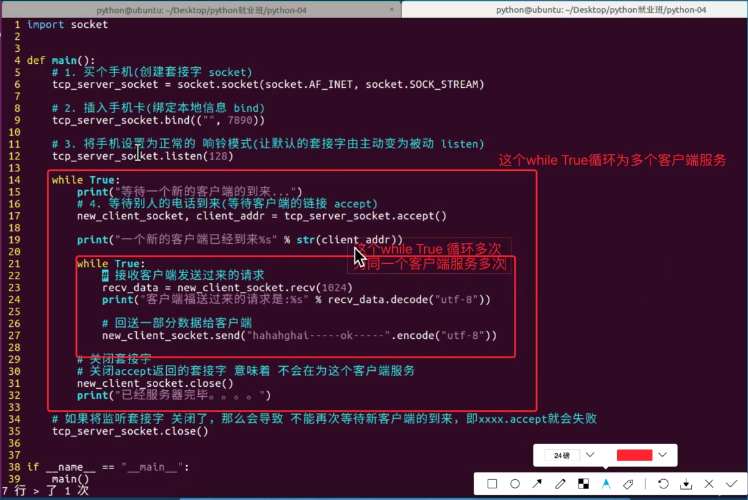 python@ubuntu: ~/Desktop/python就业班/python-04
python@ubuntu: ~/Desktop/python就业班/python-04
1 import socket
2
3
4 def main():
5 # 1. 买个手机(创建套接字 socket)
6 tcp_server_socket = socket.socket(socket.AF_INET, socket.SOCK_STREAM)
7
8 # 2. 插入手机卡(绑定本地信息 bind)
9 tcp_server_socket.bind(("", 7890))
10
11 # 3. 将手机设置为正常的 响铃模式(让默认的套接字由主动变为被动 listen)
12 tcp_server_socket.listen(128)
13
这个while True循环为多个客户端服务
14 while True:
15 print("等待一个新的客户端的到来...")
16 # 4. 等待别人的电话到来(等待客户端的链接 accept)
17 new_client_socket, client_addr = tcp_server_socket.accept()
18
19 print("一个新的客户端已经到来%s" % str(client_addr))
20
这个while True 循环多次
为同一个客户端服务多次
21 while True:
22 # 接收客户端发送过来的请求
23 recv_data = new_client_socket.recv(1024)
24 print("客户端福送过来的请求是:%s" % recv_data.decode("utf-8"))
25
26 # 回送一部分数据给客户端
27 new_client_socket.send("hahahghai-----ok-----".encode("utf-8"))
28
29 # 关闭套接字
30 # 关闭accept返回的套接字 意味着 不会在为这个客户端服务
31 new_client_socket.close()
32 print("已经服务器完毕。。。。")
33
34 # 如果将监听套接字 关闭了，那么会导致 不能再次等待新客户端的到来，即xxxx.accept就会失败
35 tcp_server_socket.close()
36
37
38 if __name__ == "__main__":
39 main()
7 行 > 了 1 次
24 磅
A